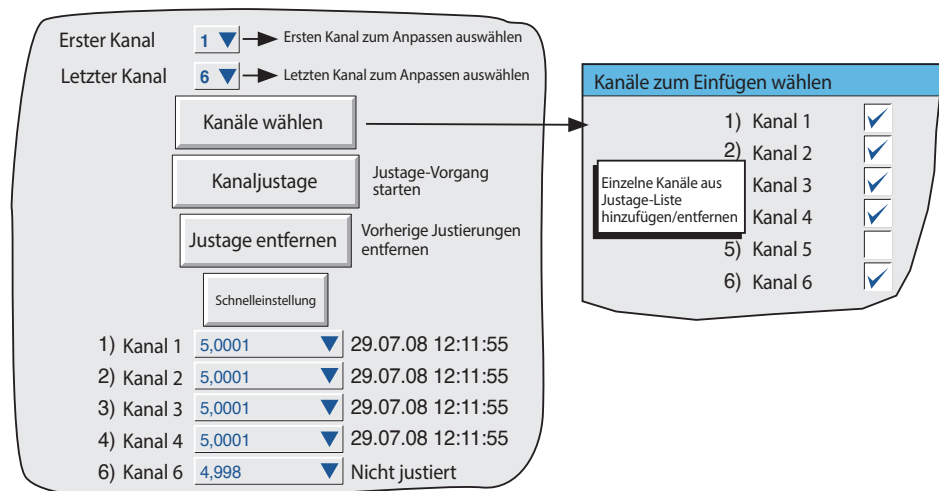 Erster Kanal 1 Ersten Kanal zum Anpassen auswählen
Letzter Kanal 6 Letzten Kanal zum Anpassen auswählen
Kanäle wählen
Kanaljustage Justage-Vorgang
starten
Justage entfernen Vorherige Justierungen
entfernen
Schnelleinstellung
1) Kanal 1 5,0001 29.07.08 12:11:55
2) Kanal 2 5,0001 29.07.08 12:11:55
3) Kanal 3 5,0001 29.07.08 12:11:55
4) Kanal 4 5,0001 29.07.08 12:11:55
6) Kanal 6 4,998 Nicht justiert
Kanäle zum Einfügen wählen
1) Kanal 1
2) Kanal 2
Kanal 3
Kanal 4
5) Kanal 5
6) Kanal 6
Einzelne Kanäle aus
Justage-Liste
hinzufügen/entfernen